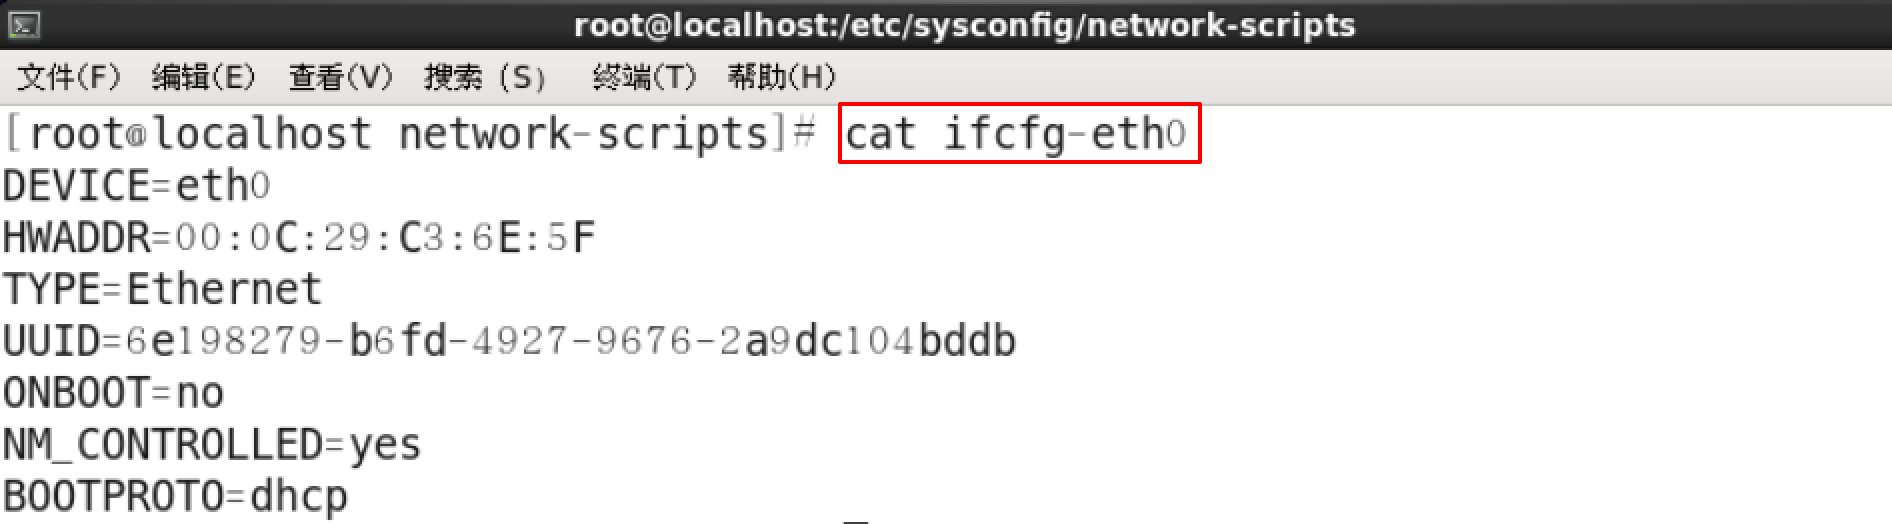 root@localhost:/etc/sysconfig/network-scripts
文件(F) 编辑(E) 查看(V) 搜索 (S) 终端(T) 帮助(H)
[root@localhost network-scripts]# cat ifcfg-eth0
DEVICE=eth0
HWADDR=00:0C:29:C3:6E:5F
TYPE=Ethernet
UUID=6e198279-b6fd-4927-9676-2a9dc104bddb
ONBOOT=no
NM_CONTROLLED=yes
BOOTPROTO=dhcp